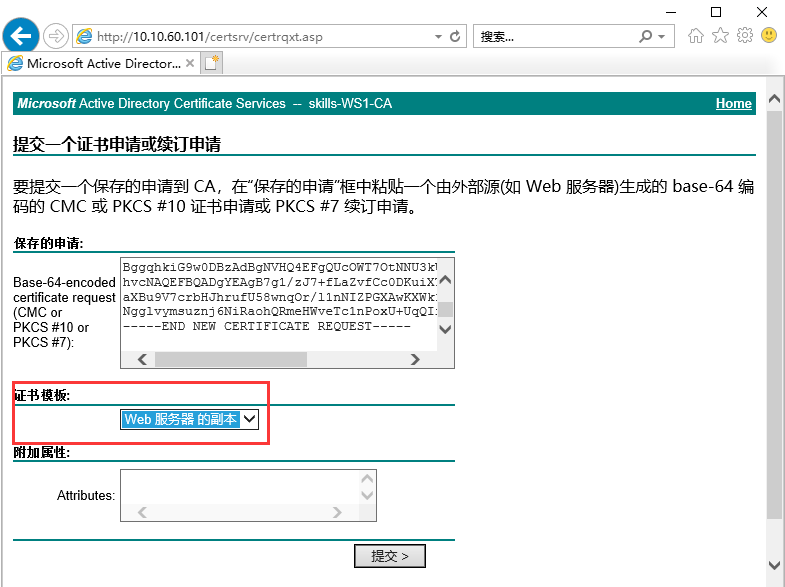 http://10.10.60.101/certsrv/certrqxt.asp
搜索...
Microsoft Active Director...
Microsoft Active Directory Certificate Services -- skills-WS1-CA
Home
提交一个证书申请或续订申请
要提交一个保存的申请到 CA，在“保存的申请”框中粘贴一个由外部源(如 Web 服务器)生成的 base-64 编
码的 CMC 或 PKCS #10 证书申请或 PKCS #7 续订申请。
保存的申请:
Base-64-encoded
certificate request
(CMC or
PKCS #10 or
PKCS #7):
BggqhkiG9w0DBzAdBgNVHQ4EFgQUcOWT7OtNNU3k
hvcNAQEFBQADgYEAgB7g1/zJ7+fLaZvfCc0DKuiX
aXBu9V7crbHJhrufU58wnqOr/l1nNIZPGXAwKXWk
Ngglvymsuznj6NiRaohQRmeHWveTc1nPoxU+UqQI
-----END NEW CERTIFICATE REQUEST-----
证书模板:
Web 服务器 的副本
附加属性:
Attributes:
提交 >